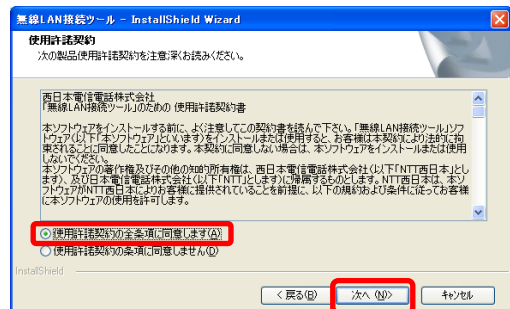 無線LAN接続ツール - InstallShield Wizard
使用許諾契約
次の製品使用許諾契約を注意深くお読みください。
西日本電信電話株式会社
「無線LAN接続ツール」のための 使用許諾契約書
本ソフトウェアをインストールする前に、よく注意してこの契約書を読んで下さい。「無線LAN接続ツール」ソフ
トウェア(以下「本ソフトウェア」といいます)をインストールまたは使用すると、お客様は本契約により法的に拘
束されることに同意したことになります。本契約に同意しない場合は、本ソフトウェアをインストールまたは使用
しないでください。
本ソフトウェアの著作権及びその他の知的所有権は、西日本電信電話株式会社(以下「NTT西日本」とし
ます)、及び日本電信電話株式会社(以下「NTT」とします)に帰属するものとします。NTT西日本は、本ソ
フトウェアがNTT西日本によりお客様に提供されていることを前提に、以下の規約および条件に従ってお客様
に本ソフトウェアの使用を許可します。
使用許諾契約の全条項に同意します(A)
使用許諾契約の条項に同意しません(D)
InstallShield
< 戻る(B)
次へ (N)>
キャンセル